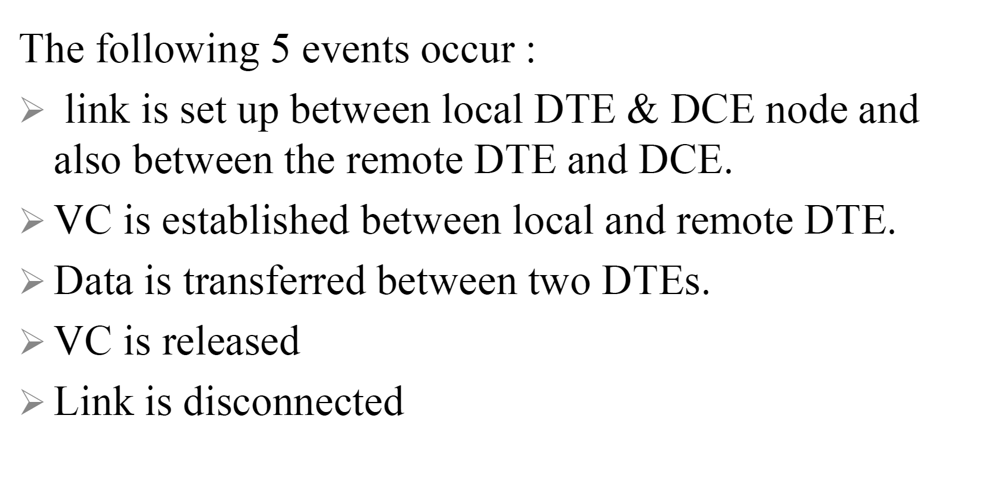 The following 5 events occur :
➢ link is set up between local DTE & DCE node and
also between the remote DTE and DCE.
➢ VC is established between local and remote DTE.
➢ Data is transferred between two DTEs.
➢ VC is released
➢ Link is disconnected